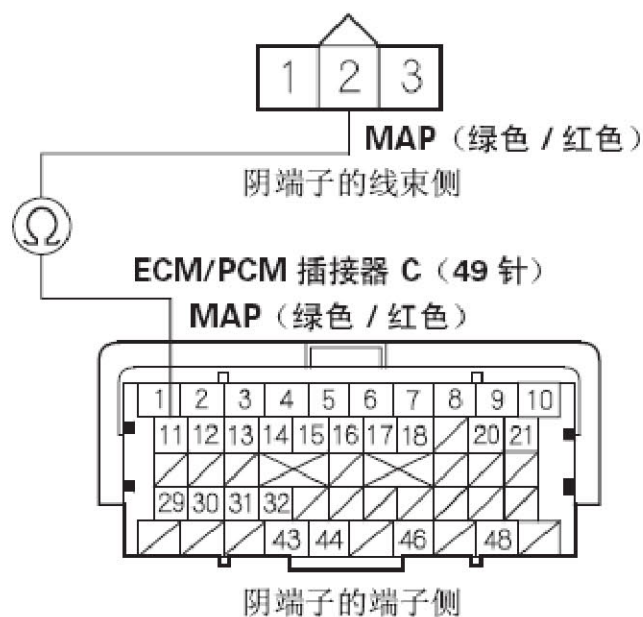 1 2 3
MAP（绿色 / 红色）
阴端子的线束侧
Ω
ECM/PCM 插接器 C（49 针）
MAP（绿色 / 红色）
1 2 3 4 5 6 7 8 9 10
11 12 13 14 15 16 17 18 20 21
29 30 31 32
43 44 46 48
阴端子的端子侧